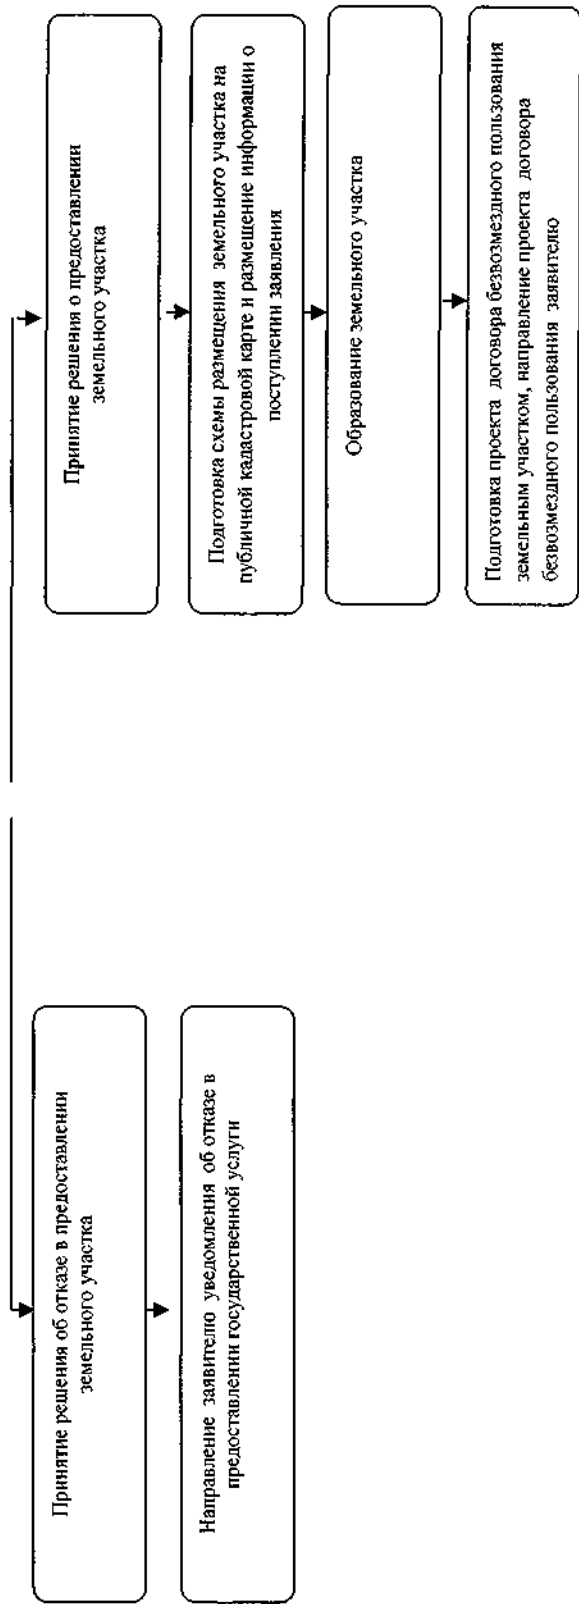 Принятие решения об отказе в предоставлении
земельного участка
Направление заявителю уведомления об отказе в
предоставлении государственной услуги
Принятие решения о предоставлении
земельного участка
Подготовка схемы размещения земельного участка на
публичной кадастровой карте и размещение информации о
поступлении заявления
Образование земельного участка
Подготовка проекта договора безвозмездного пользования
земельным участком, направление проекта договора
безвозмездного пользования заявителю